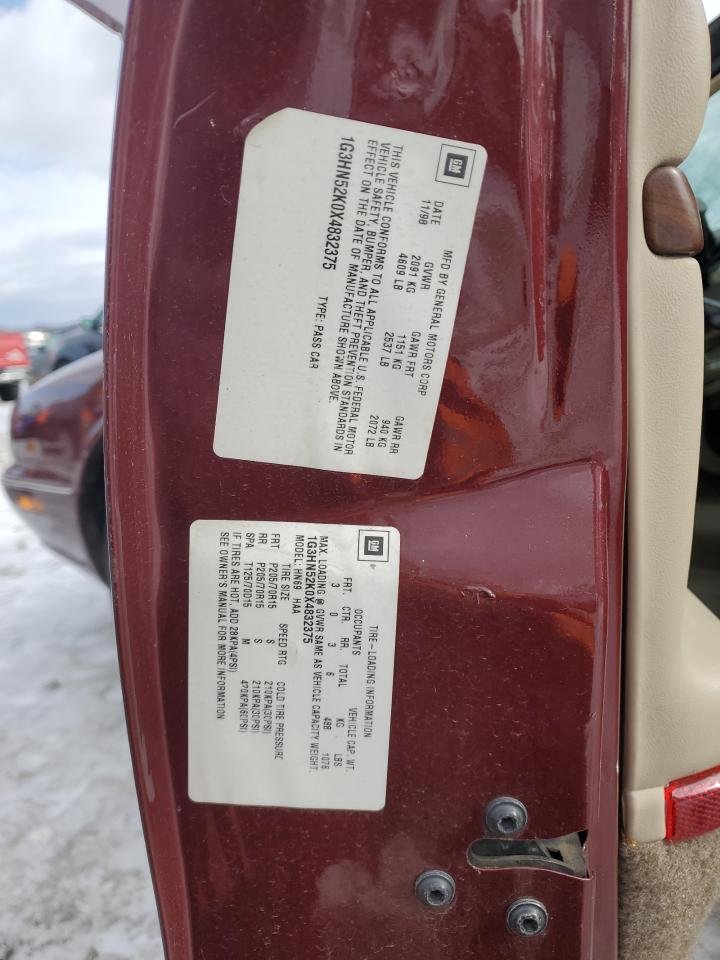 GM
MFD BY GENERAL MOTORS CORP
DATE GVWR GAWR FRT GAWR RR
11/98 2091 KG 1151 KG 940 KG
4609 LB 2537 LB 2072 LB
THIS VEHICLE CONFORMS TO ALL APPLICABLE U.S. FEDERAL MOTOR
VEHICLE SAFETY, BUMPER, AND THEFT PREVENTION STANDARDS IN
EFFECT ON THE DATE OF MANUFACTURE SHOWN ABOVE.
1G3HN52K0X4832375 TYPE: PASS CAR
GM
TIRE-LOADING INFORMATION
OCCUPANTS VEHICLE CAP. WT.
FRT. CTR. RR. TOTAL KG LBS
3 0 3 6 488 1076
MAX. LOADING @ GVWR SAME AS VEHICLE CAPACITY WEIGHT.
1G3HN52K0X4832375
MODEL: HN69 HAA
TIRE SIZE SPEED RTG COLD TIRE PRESSURE
FRT P205/70R15 S 210KPA(30PSI)
RR P205/70R15 S 210KPA(30PSI)
SPA T125/70D15 M 420KPA(60PSI)
IF TIRES ARE HOT, ADD 28KPA(4PSI)
SEE OWNER'S MANUAL FOR MORE INFORMATION